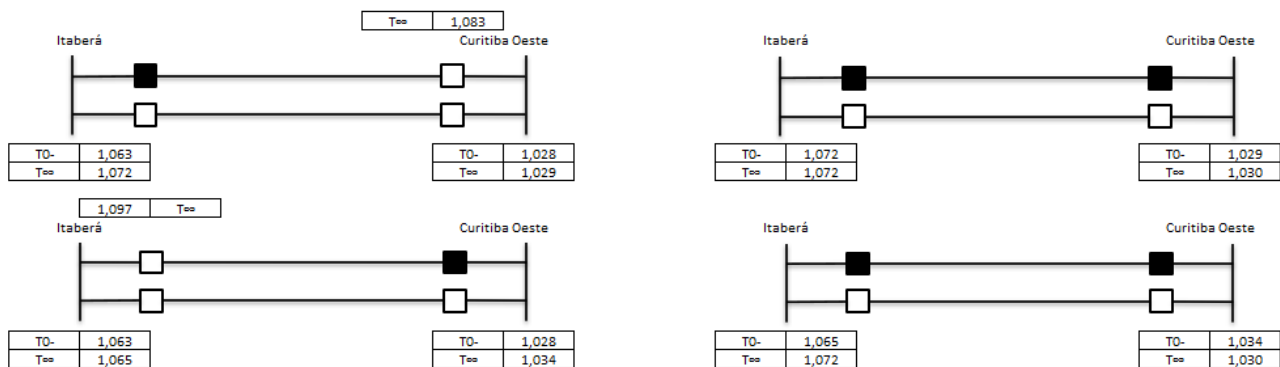 T∞ 1,083
Itaberá Curitiba Oeste
T0- 1,063 T0- 1,028
T∞ 1,072 T∞ 1,029
Itaberá Curitiba Oeste
T0- 1,072 T0- 1,029
T∞ 1,072 T∞ 1,030
1,097 T∞
Itaberá Curitiba Oeste
T0- 1,063 T0- 1,028
T∞ 1,065 T∞ 1,034
Itaberá Curitiba Oeste
T0- 1,065 T0- 1,034
T∞ 1,072 T∞ 1,030